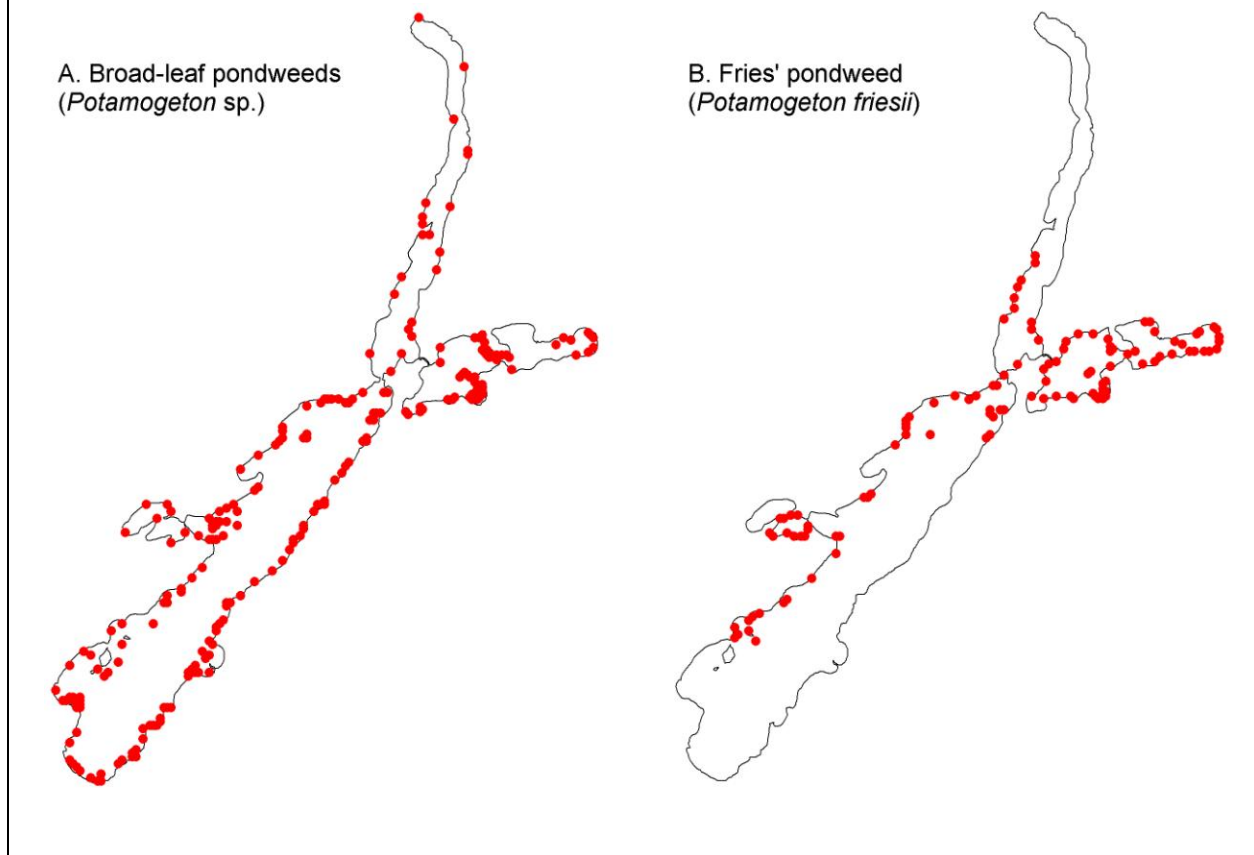 A. Broad-leaf pondweeds
(Potamogeton sp.)
B. Fries' pondweed
(Potamogeton friesii)